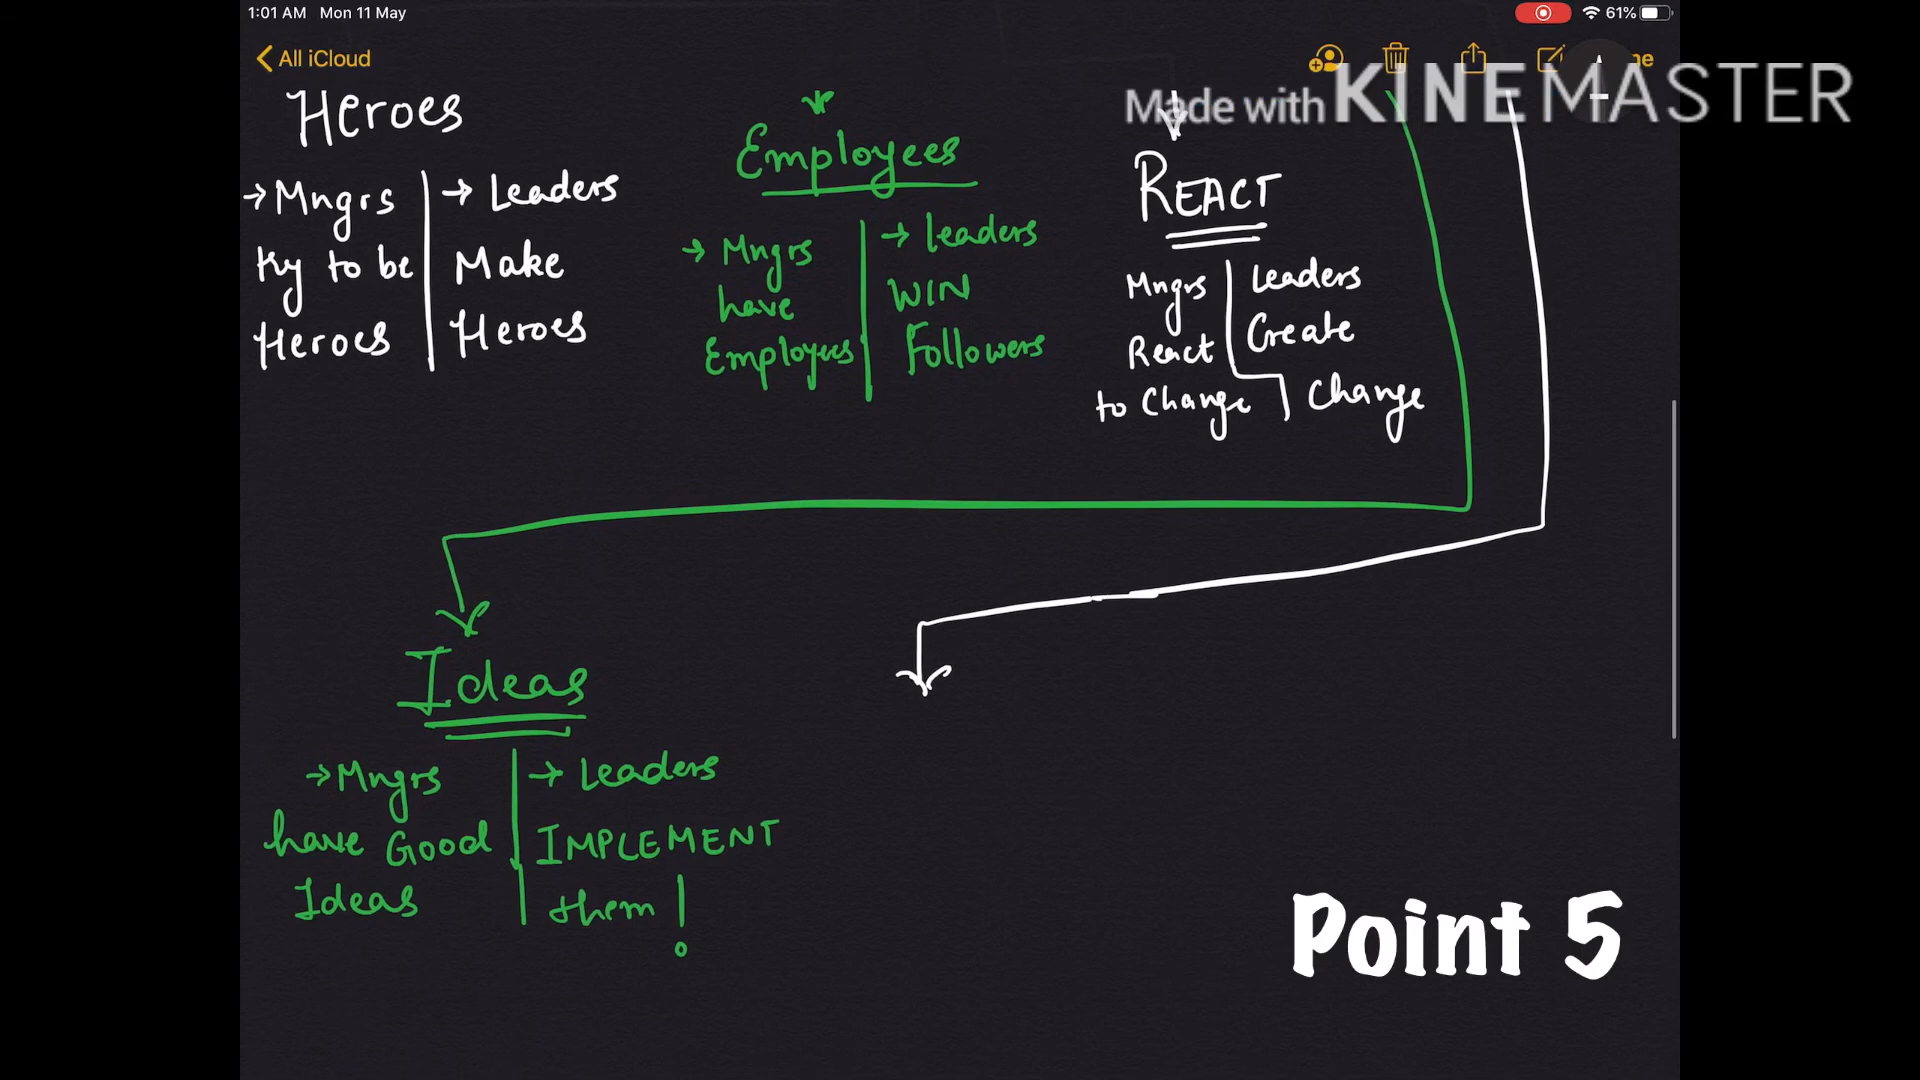 1:01 AM Mon 11 May
61%
All iCloud
Made with KINEMASTER
Heroes
→ Mngrs
try to be
Heroes
→ Leaders
Make
Heroes
Employees
→ Mngrs
have
Employees
→ leaders
WIN
Followers
REACT
Mngrs
React
to Change
Leaders
Create
Change
Ideas
→ Mngrs
have Good
Ideas
→ Leaders
IMPLEMENT
them!
Point 5